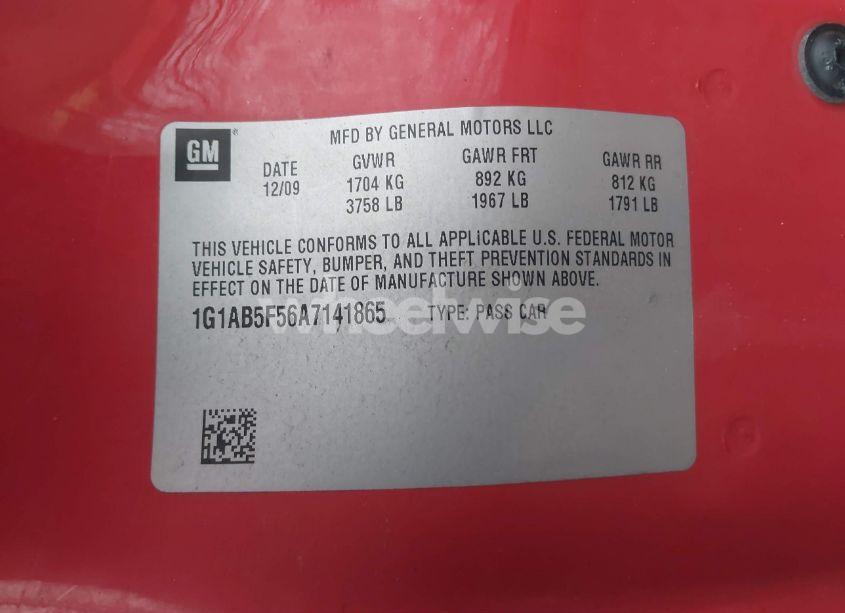 GM
MFD BY GENERAL MOTORS LLC
DATE GVWR GAWR FRT GAWR RR
12/09 1704 KG 892 KG 812 KG
3758 LB 1967 LB 1791 LB
THIS VEHICLE CONFORMS TO ALL APPLICABLE U.S. FEDERAL MOTOR
VEHICLE SAFETY, BUMPER, AND THEFT PREVENTION STANDARDS IN
EFFECT ON THE DATE OF MANUFACTURE SHOWN ABOVE.
1G1AB5F56A7141865 TYPE: PASS CAR
wheelwise